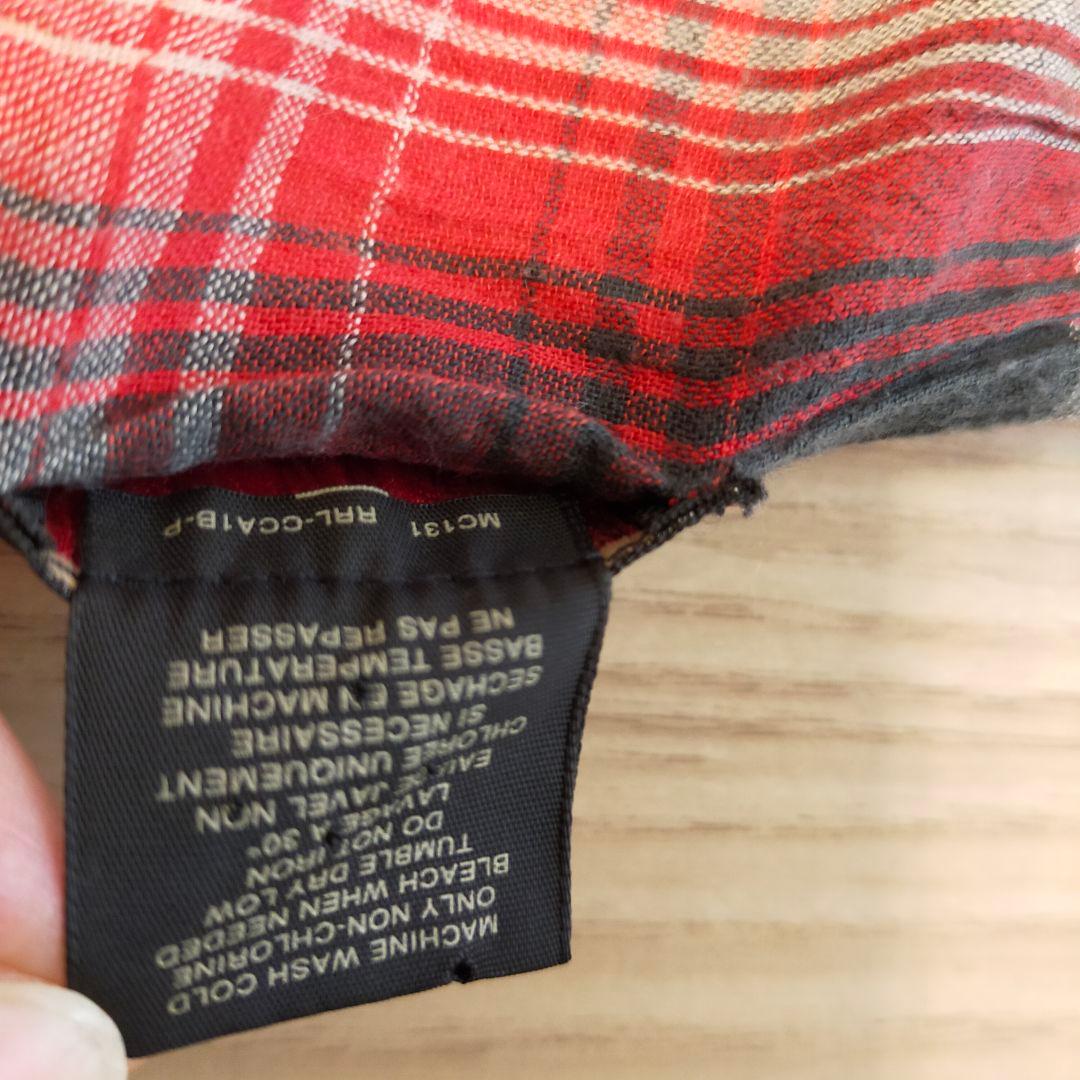 MACHINE WASH COLD
ONLY NON-CHLORINE
BLEACH WHEN NEEDED
TUMBLE DRY LOW
DO NOT IRON
LAVAGE A 30°
EAU DE JAVEL NON
CHLOREE UNIQUEMENT
SI NECESSAIRE
SECHAGE EN MACHINE
BASSE TEMPERATURE
NE PAS REPASSER
MC131 RRL-CCA1B-P